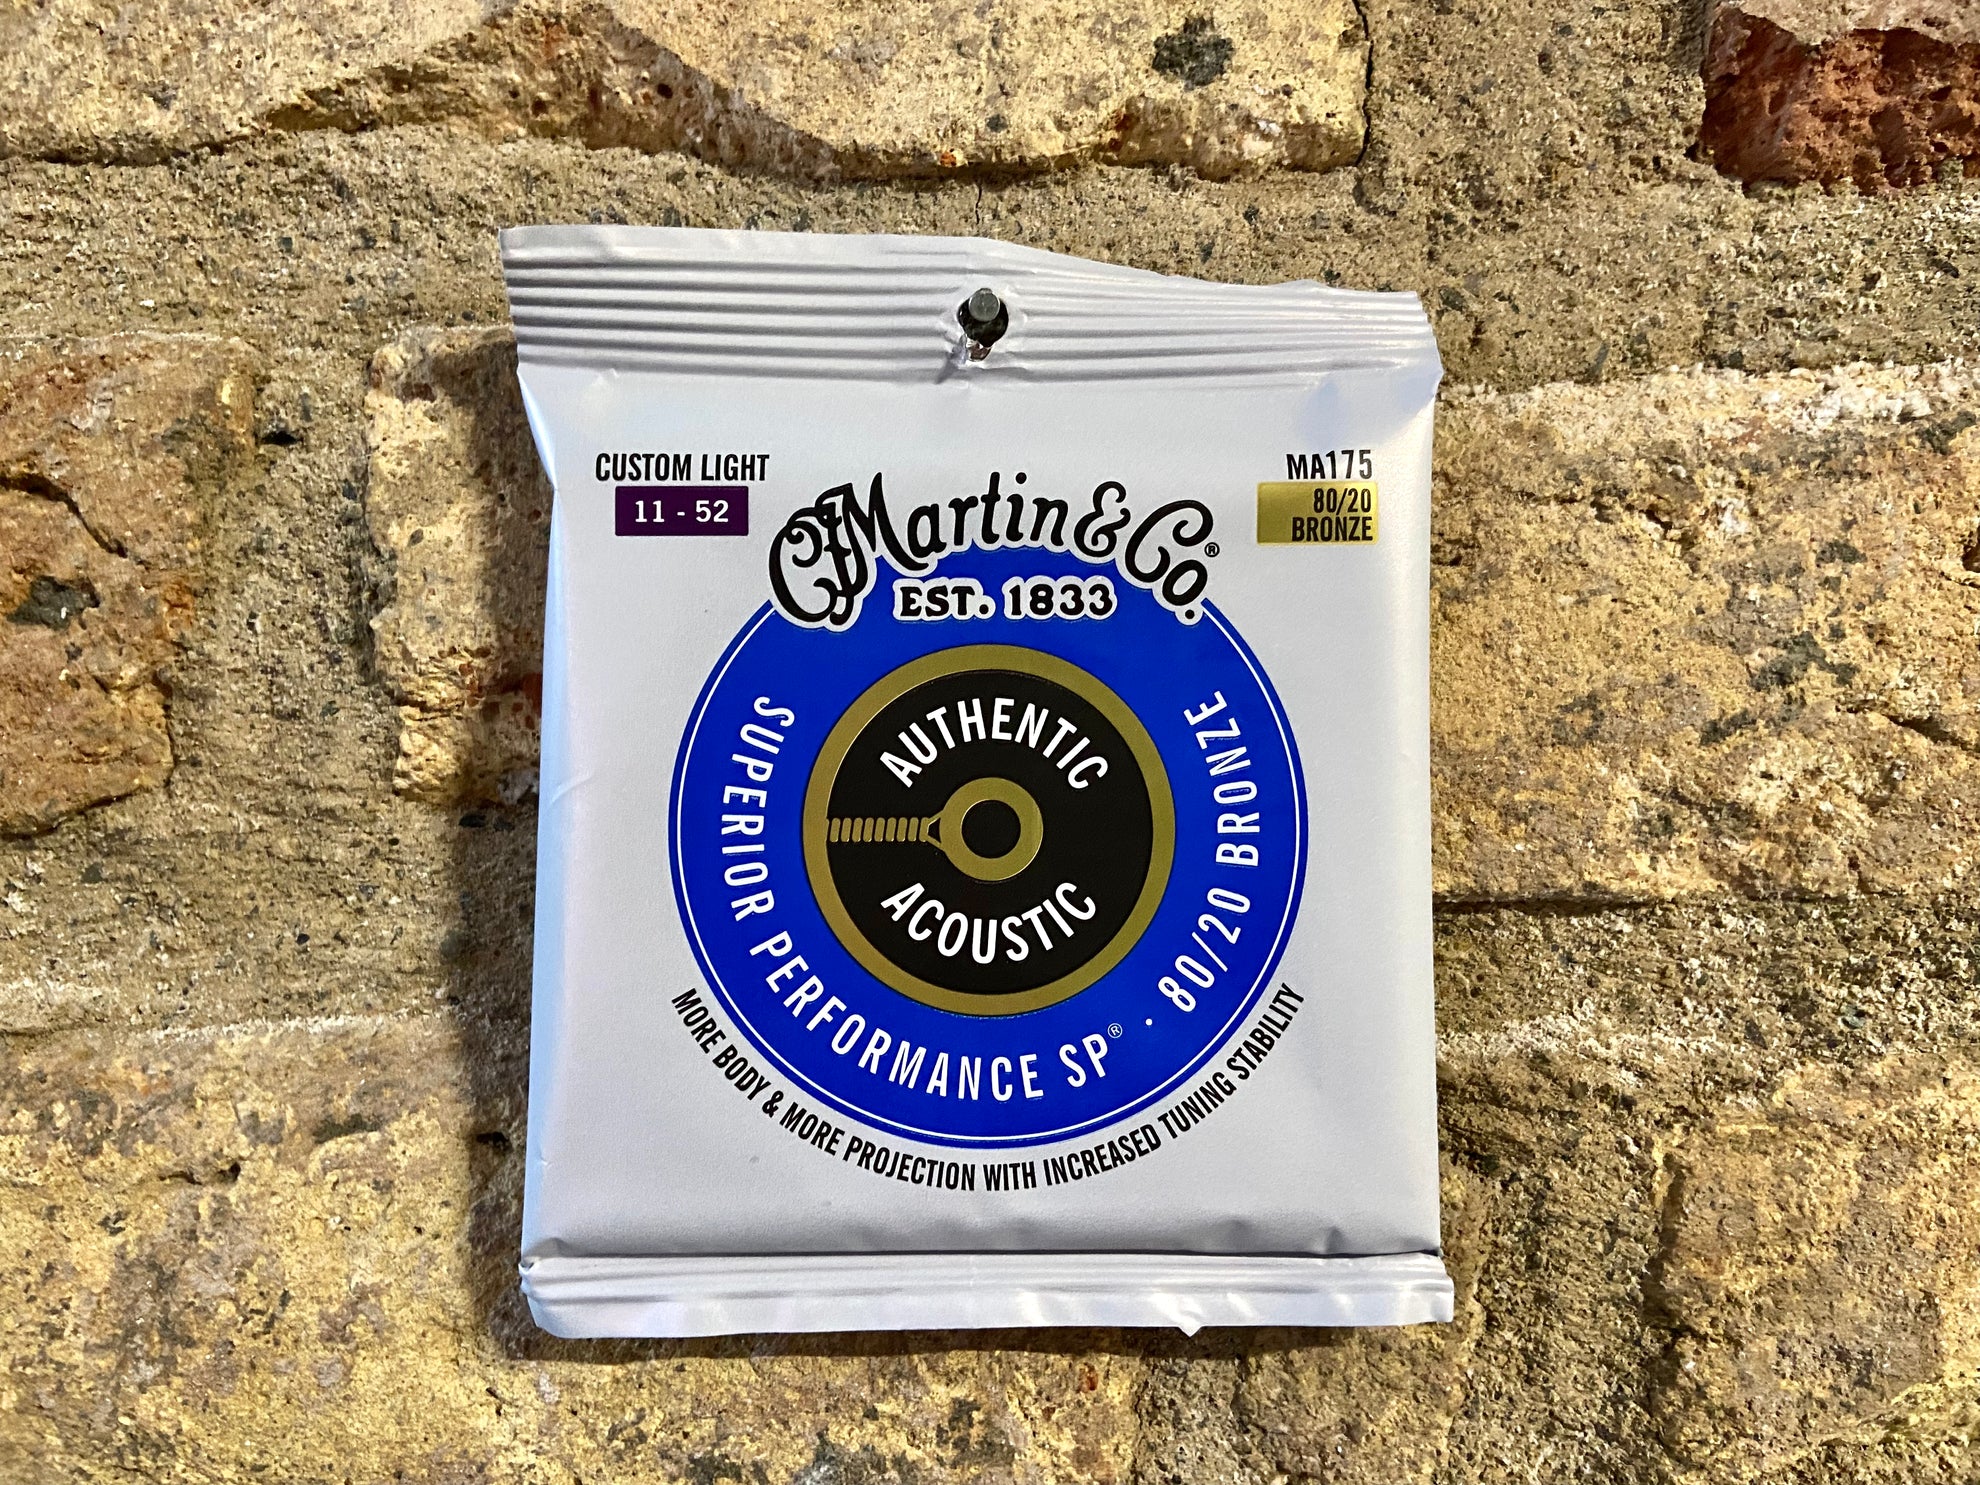 CUSTOM LIGHT
11 - 52
MA175
80/20
BRONZE
CF Martin & Co.®
EST. 1833
AUTHENTIC
ACOUSTIC
SUPERIOR PERFORMANCE SP® · 80/20 BRONZE
MORE BODY & MORE PROJECTION WITH INCREASED TUNING STABILITY